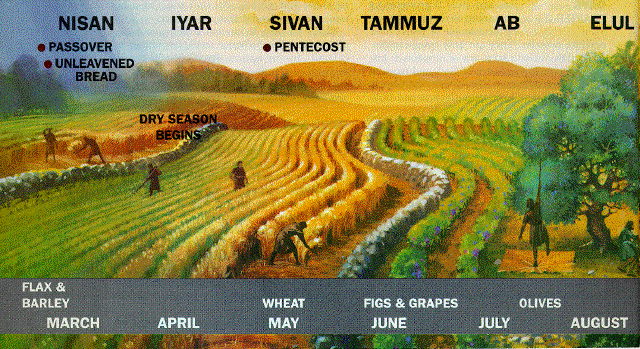 NISAN IYAR SIVAN TAMMUZ AB ELUL
PASSOVER PENTECOST
UNLEAVENED
BREAD
DRY SEASON
BEGINS
FLAX &
BARLEY WHEAT FIGS & GRAPES OLIVES
MARCH APRIL MAY JUNE JULY AUGUST